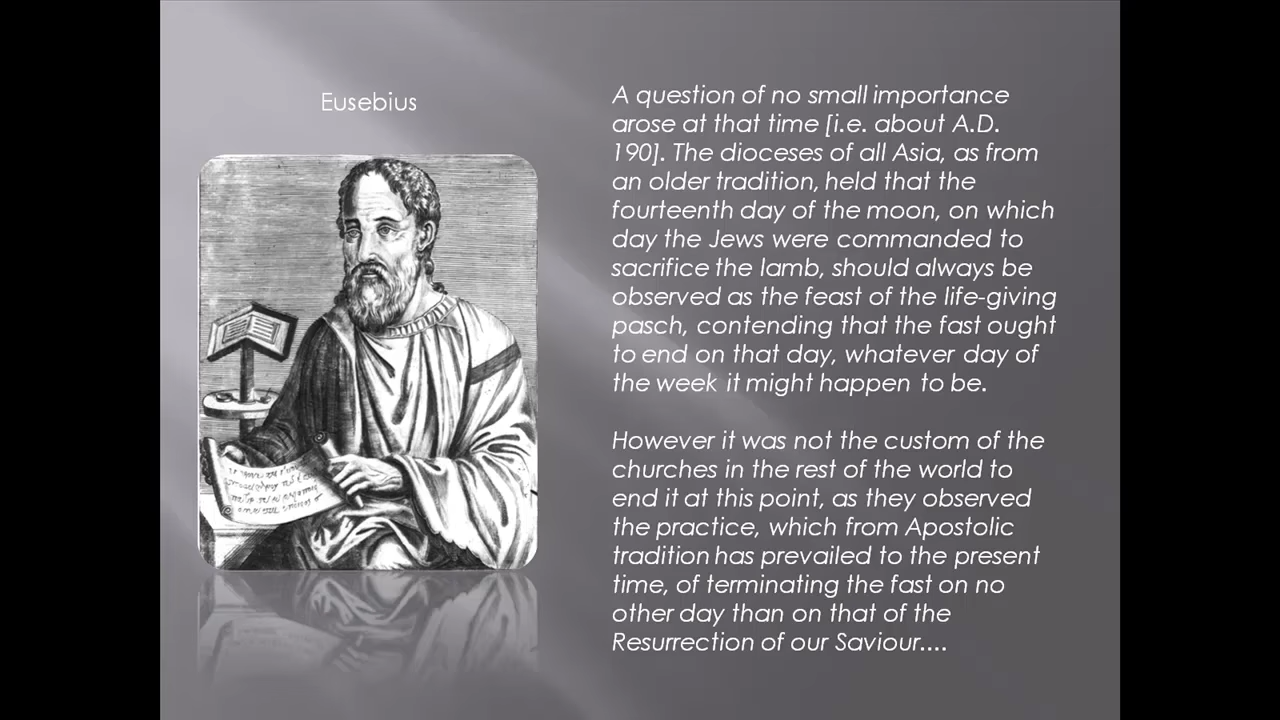 Eusebius
A question of no small importance
arose at that time [i.e. about A.D.
190]. The dioceses of all Asia, as from
an older tradition, held that the
fourteenth day of the moon, on which
day the Jews were commanded to
sacrifice the lamb, should always be
observed as the feast of the life-giving
pasch, contending that the fast ought
to end on that day, whatever day of
the week it might happen to be.
However it was not the custom of the
churches in the rest of the world to
end it at this point, as they observed
the practice, which from Apostolic
tradition has prevailed to the present
time, of terminating the fast on no
other day than on that of the
Resurrection of our Saviour....